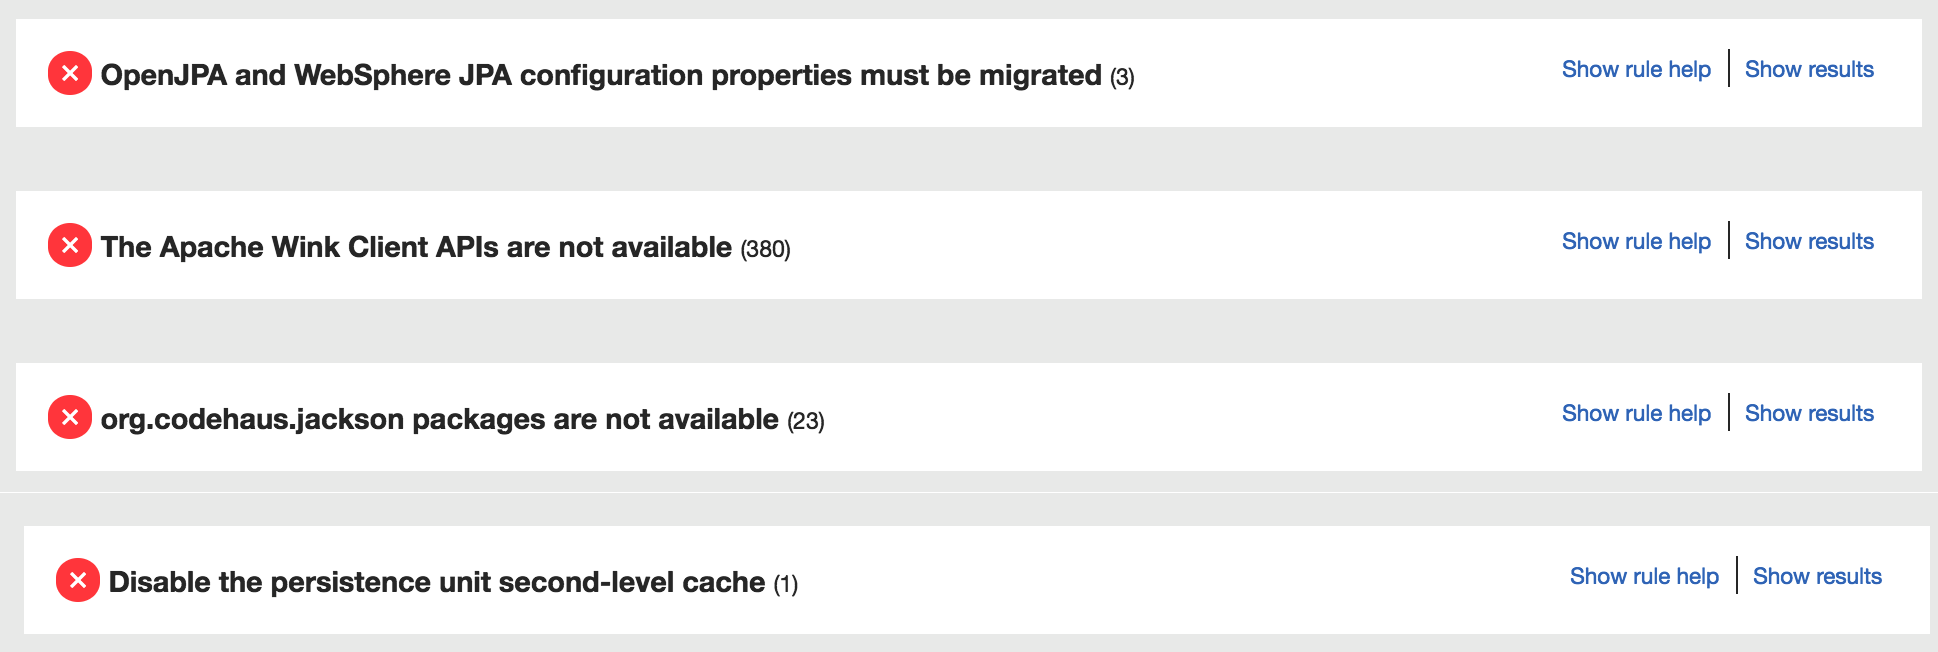 OpenJPA and WebSphere JPA configuration properties must be migrated (3) Show rule help Show results
The Apache Wink Client APIs are not available (380) Show rule help Show results
org.codehaus.jackson packages are not available (23) Show rule help Show results
Disable the persistence unit second-level cache (1) Show rule help Show results